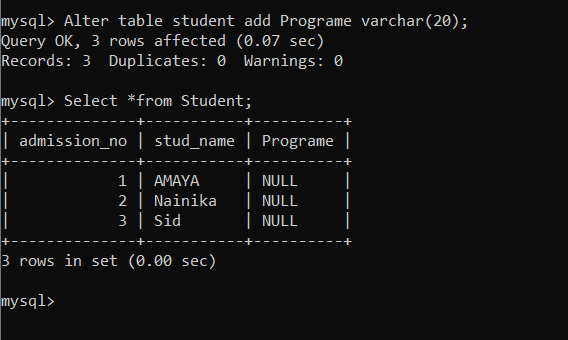 mysql> Alter table student add Programe varchar(20);
Query OK, 3 rows affected (0.07 sec)
Records: 3  Duplicates: 0  Warnings: 0

mysql> Select *from Student;
+--------------+-----------+----------+
| admission_no | stud_name | Programe |
+--------------+-----------+----------+
|            1 | AMAYA     | NULL     |
|            2 | Nainika   | NULL     |
|            3 | Sid       | NULL     |
+--------------+-----------+----------+
3 rows in set (0.00 sec)

mysql>